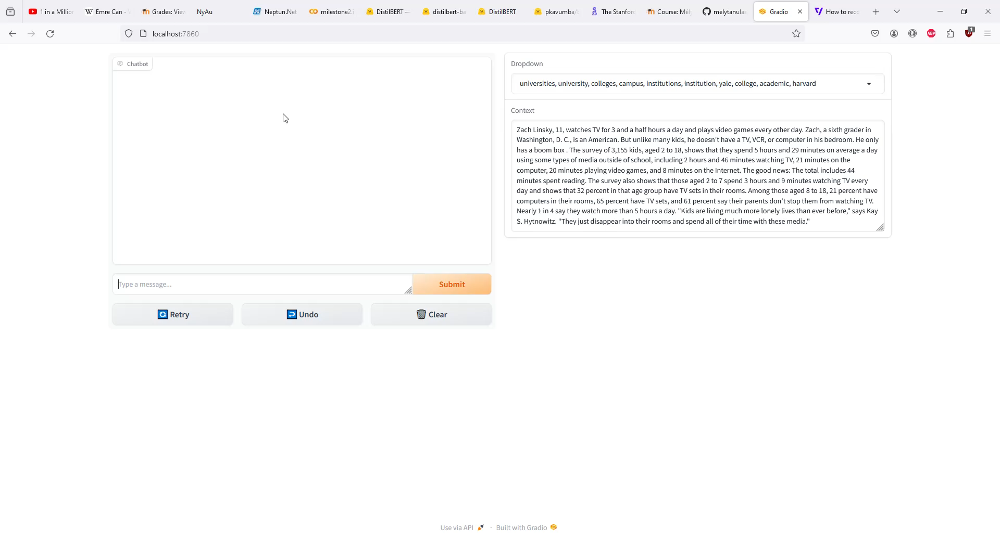 1 in a Millior
Emre Can -
Grades: View
NyAu
Neptun.Net
milestone2.i
DistilBERT —
distilbert-ba
DistilBERT
pkavumba/b
The Stanford
Course: Mél
melytanulas
Gradio
How to reco
localhost:7860
ABP
1
Chatbot
Type a message...
Submit
Retry
Undo
Clear
Dropdown
universities, university, colleges, campus, institutions, institution, yale, college, academic, harvard
Context
Zach Linsky, 11, watches TV for 3 and a half hours a day and plays video games every other day. Zach, a sixth grader in
Washington, D. C., is an American. But unlike many kids, he doesn't have a TV, VCR, or computer in his bedroom. He only
has a boom box . The survey of 3,155 kids, aged 2 to 18, shows that they spend 5 hours and 29 minutes on average a day
using some types of media outside of school, including 2 hours and 46 minutes watching TV, 21 minutes on the
computer, 20 minutes playing video games, and 8 minutes on the Internet. The good news: The total includes 44
minutes spent reading. The survey also shows that those aged 2 to 7 spend 3 hours and 9 minutes watching TV every
day and shows that 32 percent in that age group have TV sets in their rooms. Among those aged 8 to 18, 21 percent have
computers in their rooms, 65 percent have TV sets, and 61 percent say their parents don't stop them from watching TV.
Nearly 1 in 4 say they watch more than 5 hours a day. "Kids are living much more lonely lives than ever before," says Kay
S. Hytnowitz. "They just disappear into their rooms and spend all of their time with these media."
Use via API · Built with Gradio